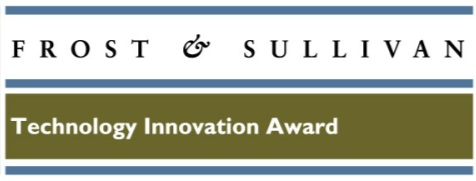 FROST & SULLIVAN
Technology Innovation Award